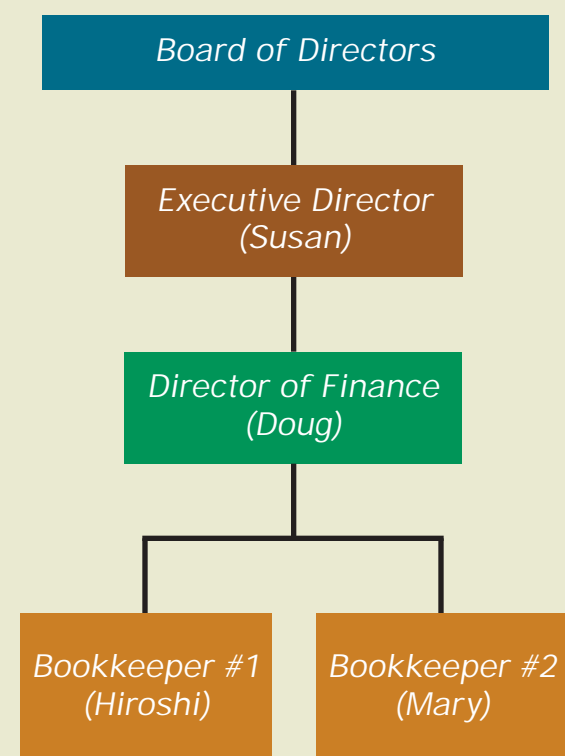 Board of Directors
Executive Director
(Susan)
Director of Finance
(Doug)
Bookkeeper #1
(Hiroshi)
Bookkeeper #2
(Mary)